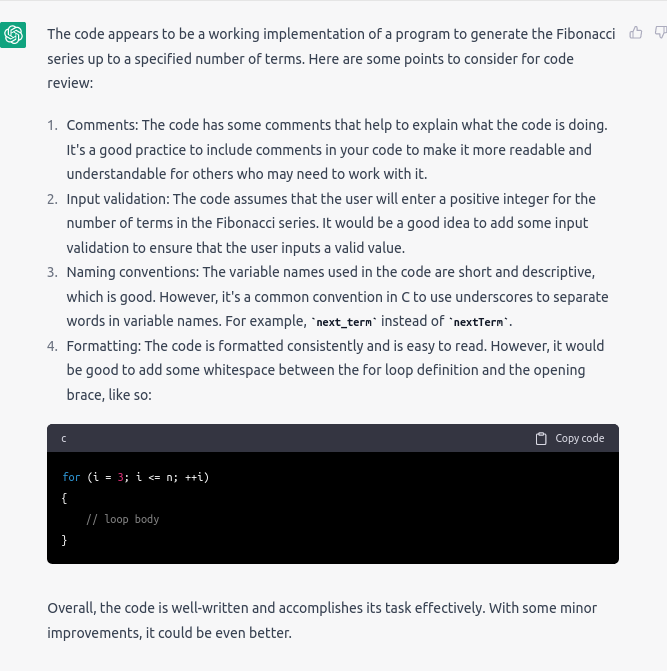 The code appears to be a working implementation of a program to generate the Fibonacci
series up to a specified number of terms. Here are some points to consider for code
review:
1. Comments: The code has some comments that help to explain what the code is doing.
It's a good practice to include comments in your code to make it more readable and
understandable for others who may need to work with it.
2. Input validation: The code assumes that the user will enter a positive integer for the
number of terms in the Fibonacci series. It would be a good idea to add some input
validation to ensure that the user inputs a valid value.
3. Naming conventions: The variable names used in the code are short and descriptive,
which is good. However, it's a common convention in C to use underscores to separate
words in variable names. For example, `next_term` instead of `nextTerm`.
4. Formatting: The code is formatted consistently and is easy to read. However, it would
be good to add some whitespace between the for loop definition and the opening
brace, like so:
c Copy code
for (i = 3; i <= n; ++i)
{
    // loop body
}
Overall, the code is well-written and accomplishes its task effectively. With some minor
improvements, it could be even better.